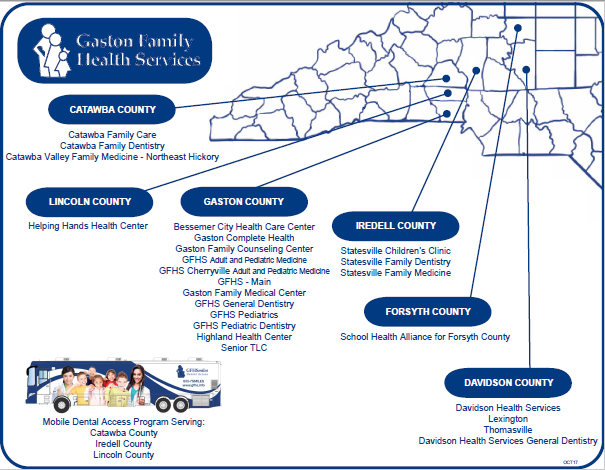 Gaston Family
Health Services
CATAWBA COUNTY
Catawba Family Care
Catawba Family Dentistry
Catawba Valley Family Medicine - Northeast Hickory
LINCOLN COUNTY
Helping Hands Health Center
GASTON COUNTY
Bessemer City Health Care Center
Gaston Complete Health
Gaston Family Counseling Center
GFHS Adult and Pediatric Medicine
GFHS Cherryville Adult and Pediatric Medicine
GFHS - Main
Gaston Family Medical Center
GFHS General Dentistry
GFHS Pediatrics
GFHS Pediatric Dentistry
Highland Health Center
Senior TLC
IREDELL COUNTY
Statesville Children's Clinic
Statesville Family Dentistry
Statesville Family Medicine
FORSYTH COUNTY
School Health Alliance for Forsyth County
DAVIDSON COUNTY
Davidson Health Services
Lexington
Thomasville
Davidson Health Services General Dentistry
Mobile Dental Access Program Serving:
Catawba County
Iredell County
Lincoln County
OCT17